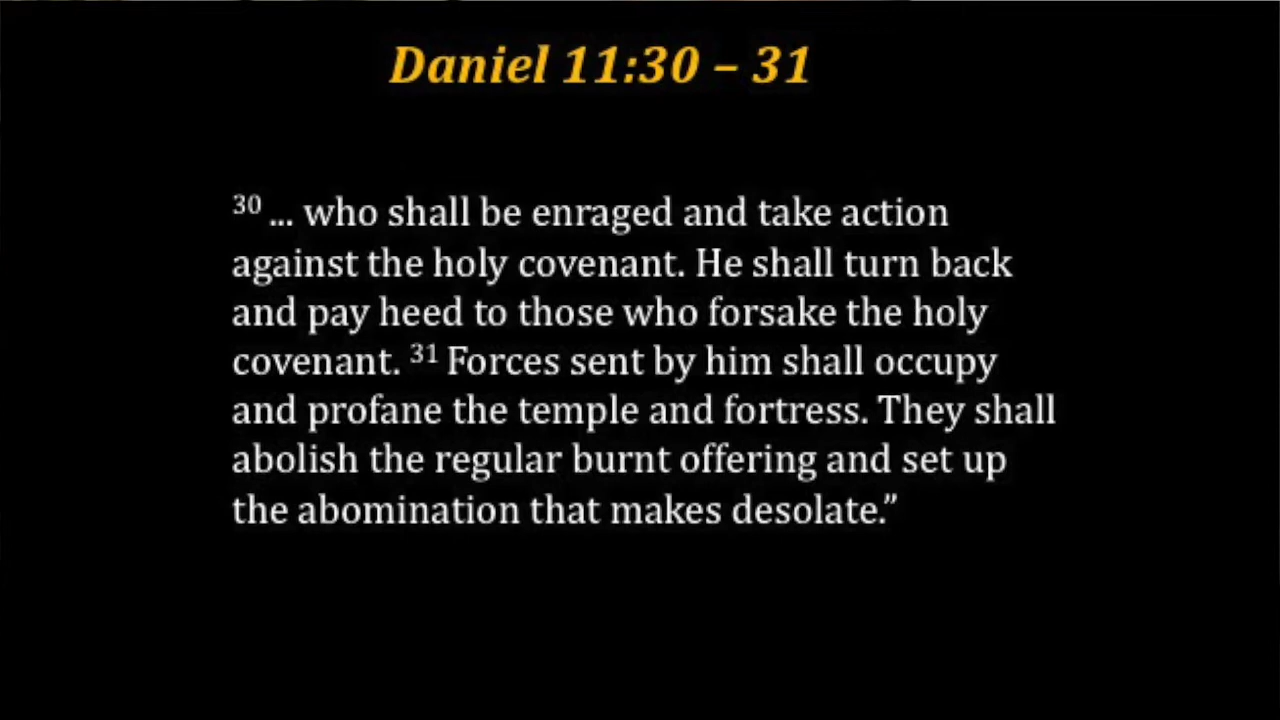 Daniel 11:30 – 31
30 ... who shall be enraged and take action
against the holy covenant. He shall turn back
and pay heed to those who forsake the holy
covenant. 31 Forces sent by him shall occupy
and profane the temple and fortress. They shall
abolish the regular burnt offering and set up
the abomination that makes desolate.”